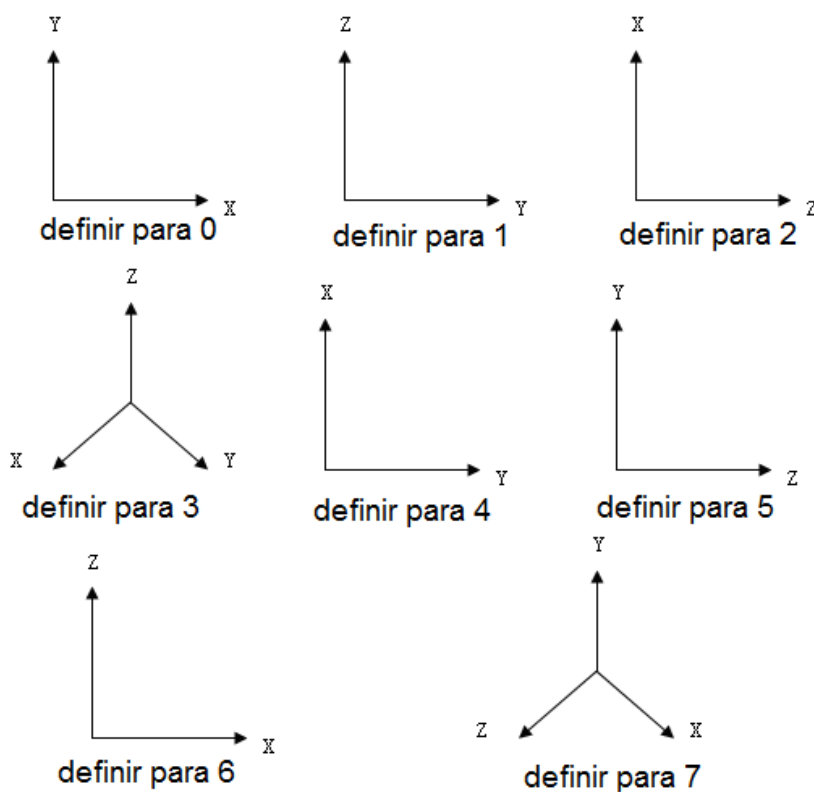 Y
X
definir para 0
Z
Y
definir para 1
X
Z
definir para 2
Z
X
Y
definir para 3
X
Y
definir para 4
Y
Z
definir para 5
Z
X
definir para 6
Y
Z
X
definir para 7